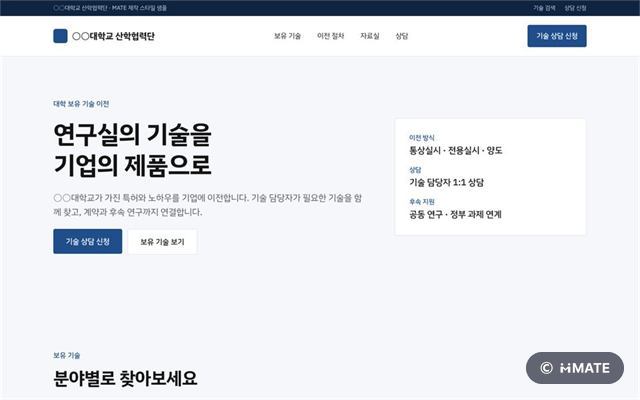 ○○대학교 산학협력단 · MATE 제작 스타일 샘플
기술 검색 상담 신청
○○대학교 산학협력단
보유 기술 이전 절차 자료실 상담
기술 상담 신청
대학 보유 기술 이전
연구실의 기술을
기업의 제품으로
○○대학교가 가진 특허와 노하우를 기업에 이전합니다. 기술 담당자가 필요한 기술을 함
께 찾고, 계약과 후속 연구까지 연결합니다.
기술 상담 신청 보유 기술 보기
이전 방식
통상실시 · 전용실시 · 양도
상담
기술 담당자 1:1 상담
후속 지원
공동 연구 · 정부 과제 연계
보유 기술
분야별로 찾아보세요
© MATE